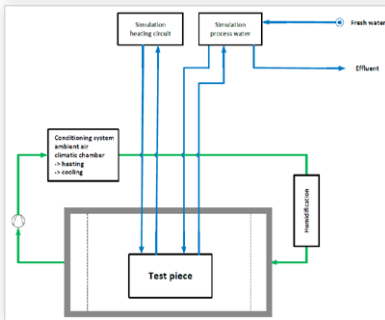 Simulation
heating circuit
Simulation
process water
Fresh water
Effluent
Conditioning system
ambient air
climatic chamber
-> heating
-> cooling
Humidification
Test piece